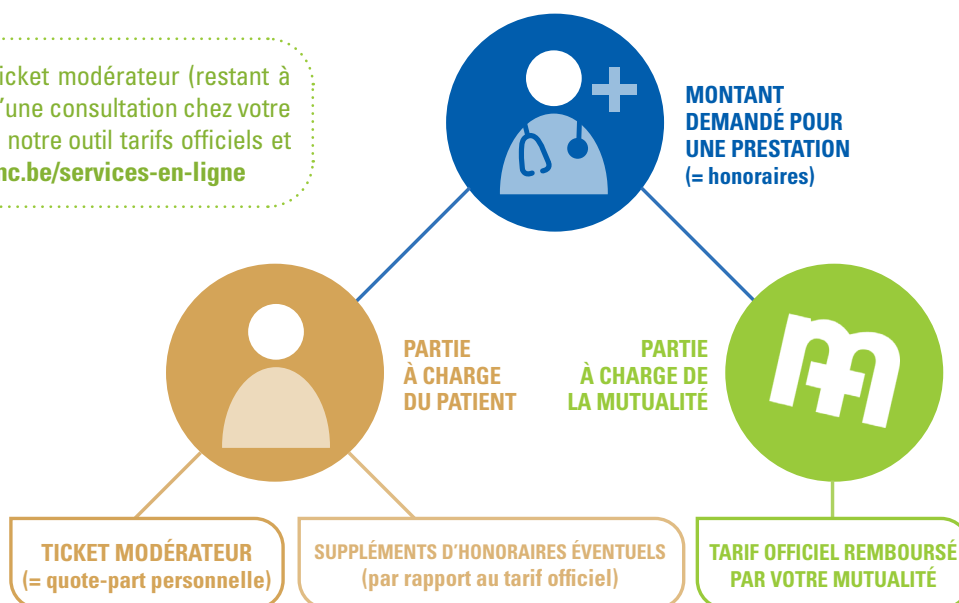 icket modérateur (restant à
'une consultation chez votre
notre outil tarifs officiels et
nc.be/services-en-ligne
MONTANT
DEMANDÉ POUR
UNE PRESTATION
(= honoraires)
PARTIE
À CHARGE
DU PATIENT
PARTIE
À CHARGE DE
LA MUTUALITÉ
TICKET MODÉRATEUR
(= quote-part personnelle)
SUPPLÉMENTS D'HONORAIRES ÉVENTUELS
(par rapport au tarif officiel)
TARIF OFFICIEL REMBOURSÉ
PAR VOTRE MUTUALITÉ